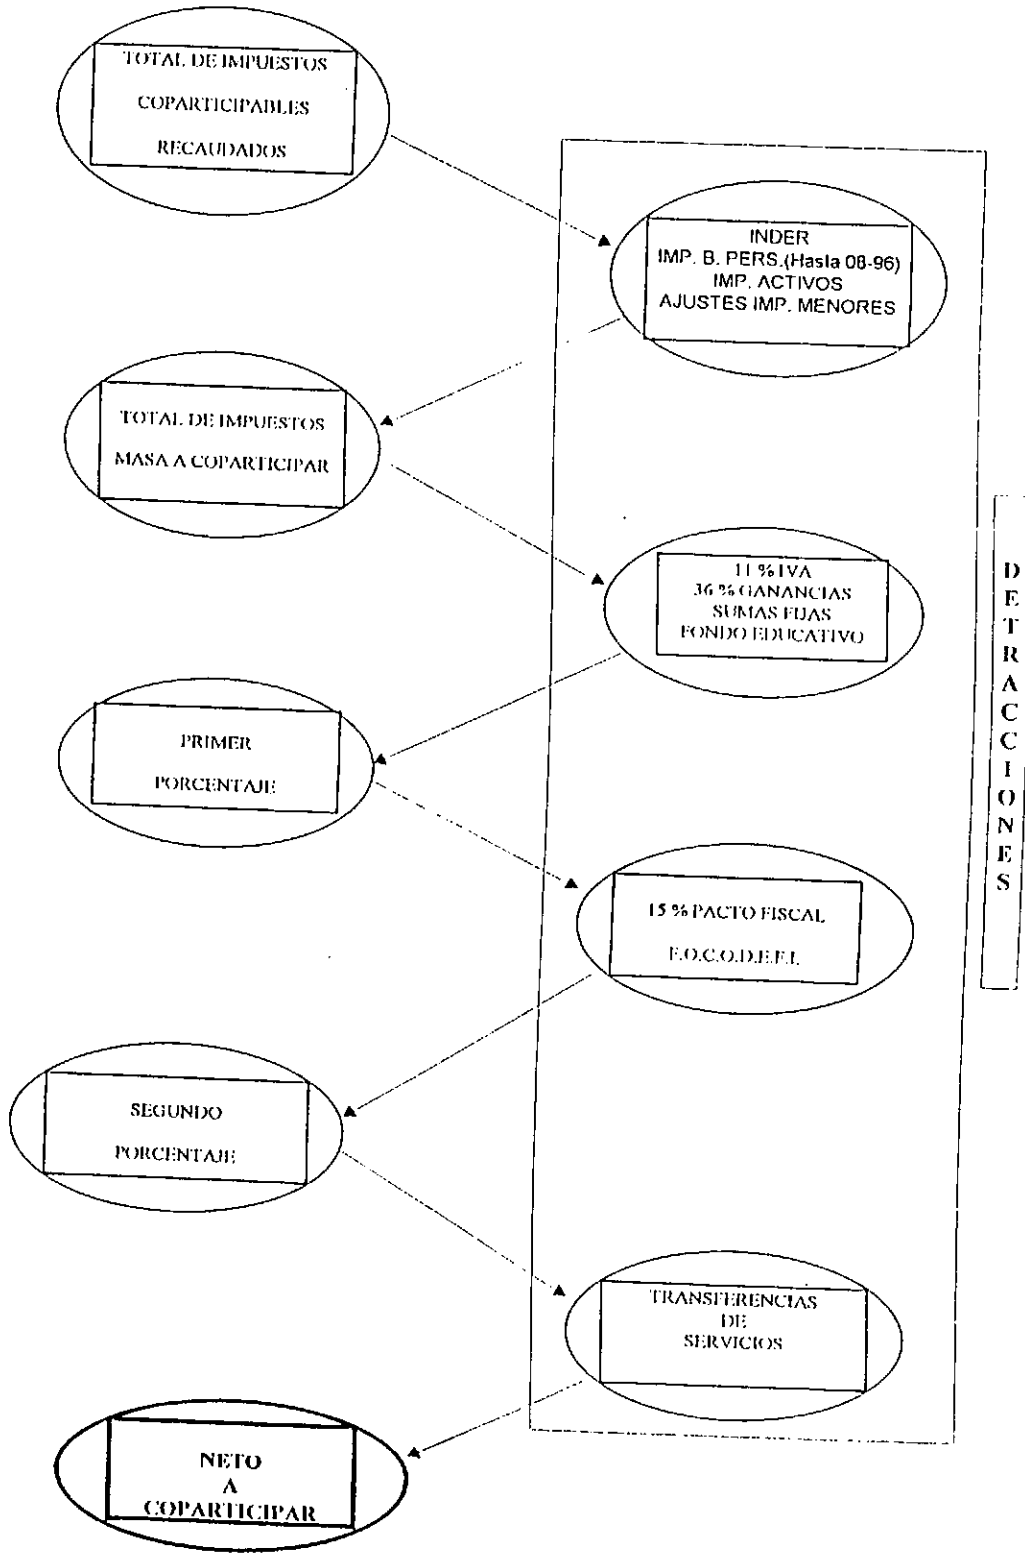 TOTAL DE IMPUESTOS
COPARTICIPABLES
RECAUDADOS
INDER
IMP. B. PERS.(Hasta 08-96)
IMP. ACTIVOS
AJUSTES IMP. MENORES
TOTAL DE IMPUESTOS
MASA A COPARTICIPAR
11 % IVA
36 % GANANCIAS
SUMAS FIJAS
FONDO EDUCATIVO
PRIMER
PORCENTAJE
15 % PACTO FISCAL
F.O.C.O.D.E.F.I.
SEGUNDO
PORCENTAJE
TRANSFERENCIAS
DE
SERVICIOS
NETO
A
COPARTICIPAR
D
E
T
R
A
C
C
I
O
N
E
S